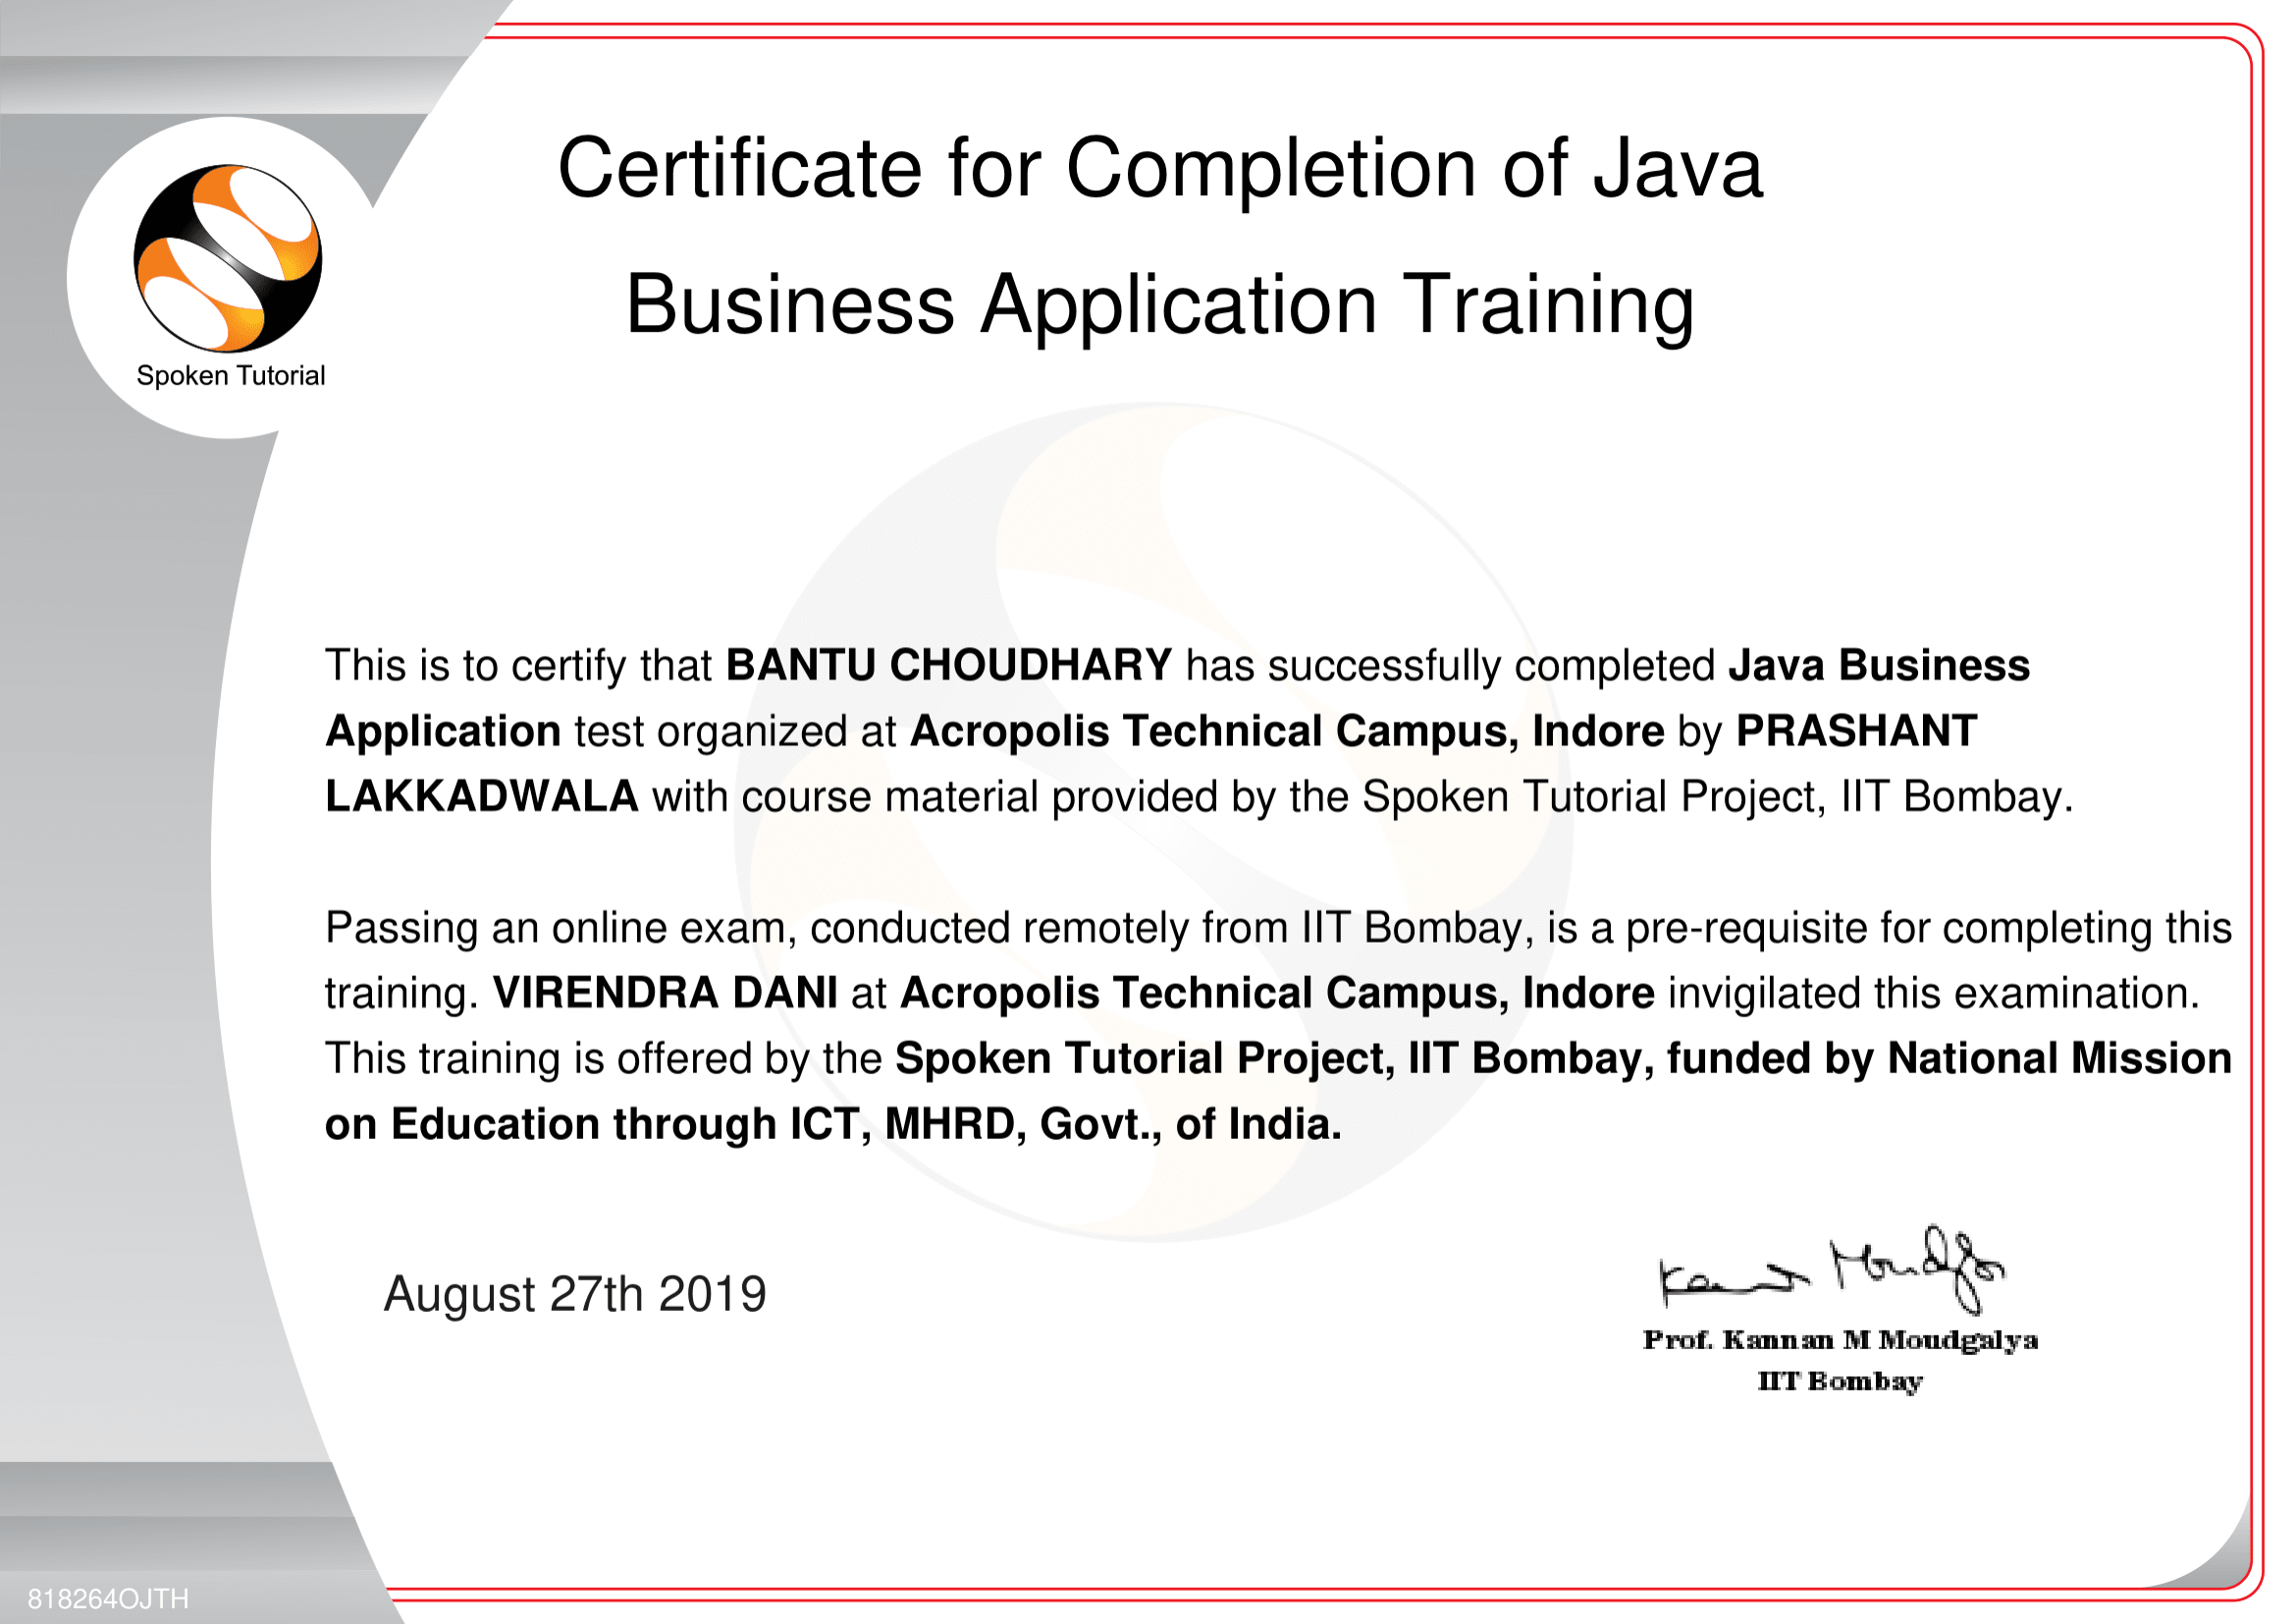 Certificate for Completion of Java
Business Application Training
Spoken Tutorial
This is to certify that BANTU CHOUDHARY has successfully completed Java Business
Application test organized at Acropolis Technical Campus, Indore by PRASHANT
LAKKADWALA with course material provided by the Spoken Tutorial Project, IIT Bombay.
Passing an online exam, conducted remotely from IIT Bombay, is a pre-requisite for completing this
training. VIRENDRA DANI at Acropolis Technical Campus, Indore invigilated this examination.
This training is offered by the Spoken Tutorial Project, IIT Bombay, funded by National Mission
on Education through ICT, MHRD, Govt., of India.
August 27th 2019
Kannan Moudgalya
Prof. Kannan M Moudgalya
IIT Bombay
818264OJTH